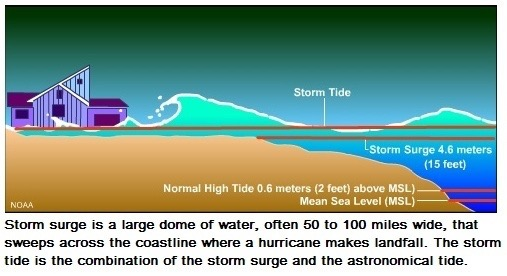 Storm Tide
Storm Surge 4.6 meters
(15 feet)
Normal High Tide 0.6 meters (2 feet) above MSL
Mean Sea Level (MSL)
NOAA
Storm surge is a large dome of water, often 50 to 100 miles wide, that
sweeps across the coastline where a hurricane makes landfall. The storm
tide is the combination of the storm surge and the astronomical tide.